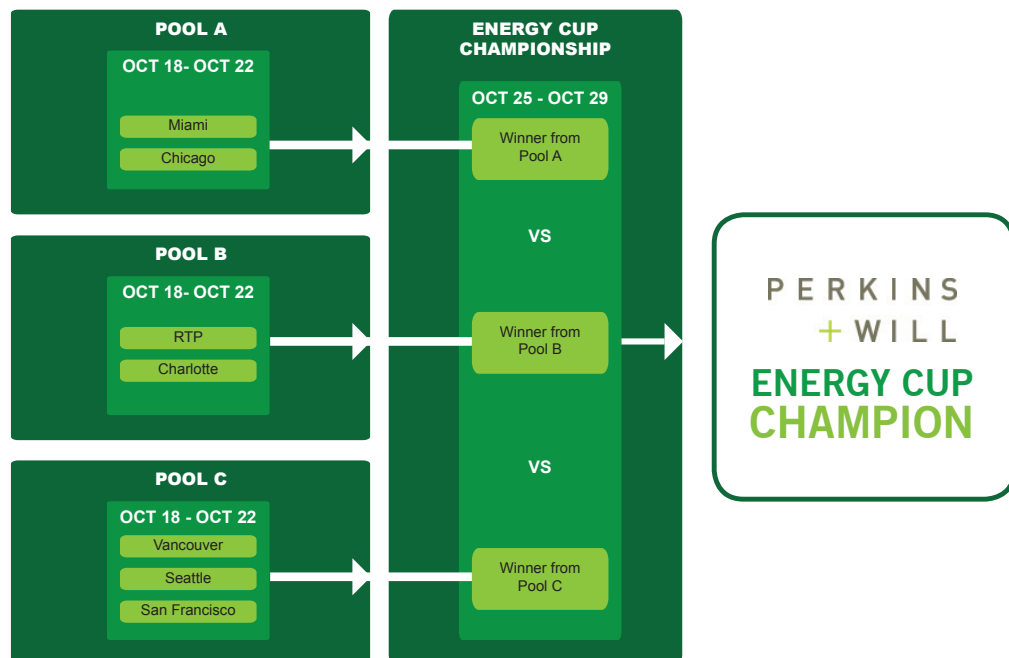 POOL A
OCT 18- OCT 22
Miami
Chicago
POOL B
OCT 18- OCT 22
RTP
Charlotte
POOL C
OCT 18 - OCT 22
Vancouver
Seattle
San Francisco
ENERGY CUP
CHAMPIONSHIP
OCT 25 - OCT 29
Winner from
Pool A
VS
Winner from
Pool B
VS
Winner from
Pool C
PERKINS
+ WILL
ENERGY CUP
CHAMPION